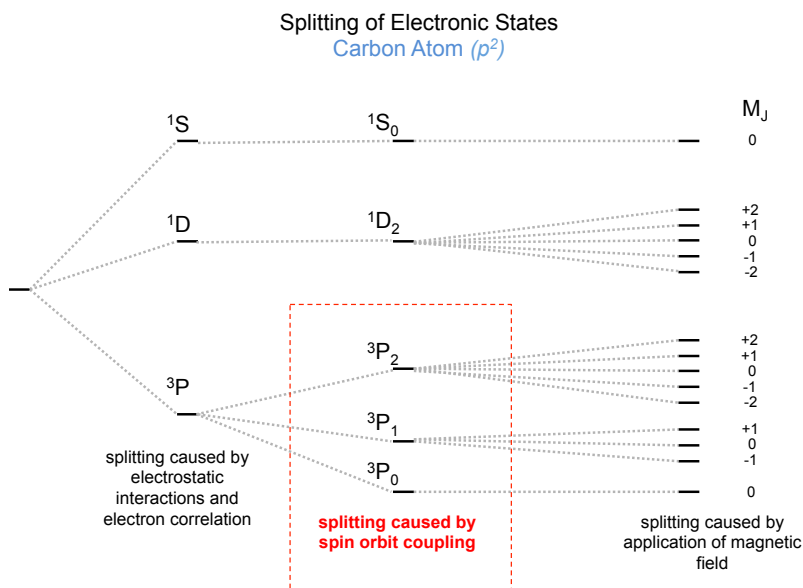 Splitting of Electronic States
Carbon Atom (p²)
M_J
¹S
¹S₀
0
¹D
¹D₂
+2
+1
0
-1
-2
³P
³P₂
+2
+1
0
-1
-2
³P₁
+1
0
-1
³P₀
0
splitting caused by
electrostatic
interactions and
electron correlation
splitting caused by
spin orbit coupling
splitting caused by
application of magnetic
field